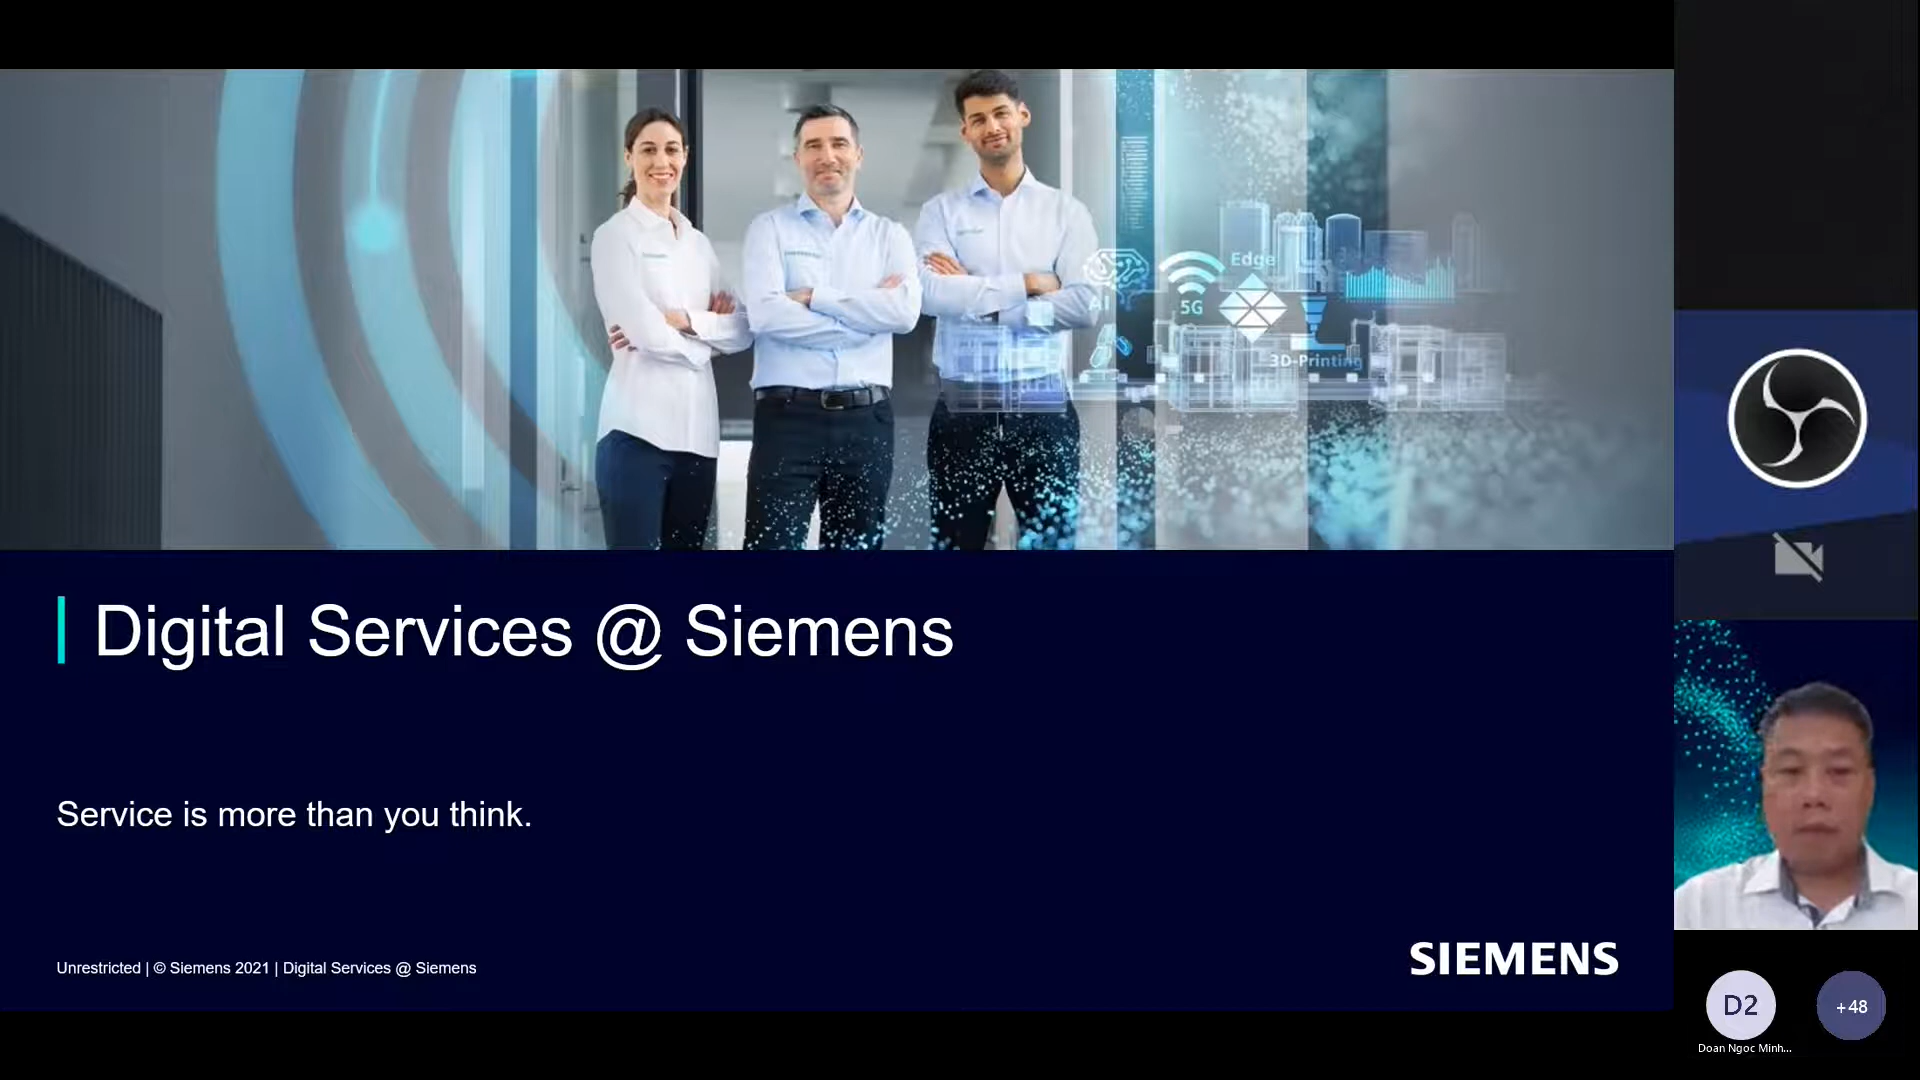 Edge
AI
5G
3D-Printing
Digital Services @ Siemens
Service is more than you think.
Unrestricted | © Siemens 2021 | Digital Services @ Siemens
SIEMENS
D2
+48
Doan Ngoc Minh...